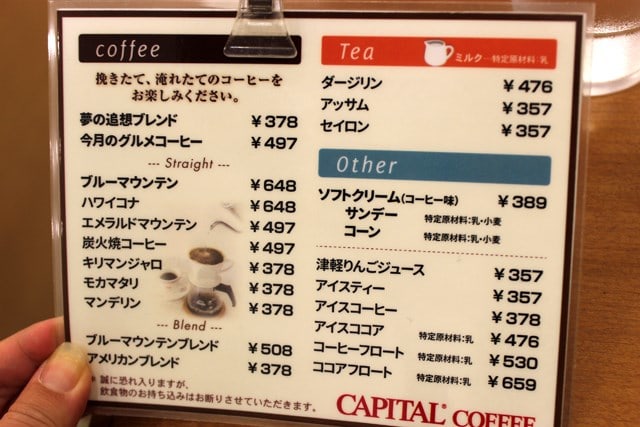 coffee
挽きたて、淹れたてのコーヒーを
お楽しみください。
夢の追想ブレンド ¥378
今月のグルメコーヒー ¥497
--- Straight ---
ブルーマウンテン ¥648
ハワイコナ ¥648
エメラルドマウンテン ¥497
炭火焼コーヒー ¥497
キリマンジャロ ¥378
モカマタリ ¥378
マンデリン ¥378
--- Blend ---
ブルーマウンテンブレンド ¥508
アメリカンブレンド ¥378
* 誠に恐れ入りますが、
飲食物のお持ち込みはお断りさせていただきます。
Tea ミルク…特定原材料:乳
ダージリン ¥476
アッサム ¥357
セイロン ¥357
Other
ソフトクリーム(コーヒー味) ¥389
サンデー 特定原材料:乳・小麦
コーン 特定原材料:乳・小麦
津軽りんごジュース ¥357
アイスティー ¥357
アイスコーヒー ¥378
アイスココア 特定原材料:乳 ¥476
コーヒーフロート 特定原材料:乳 ¥530
ココアフロート 特定原材料:乳 ¥659
CAPITAL® COFFEE